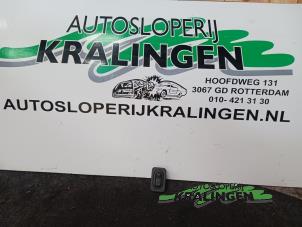 AUTOSLOPERIJ
KRALINGEN
HOOFDWEG 131
3067 GD ROTTERDAM
010- 421 31 30
AUTOSLOPERIJKRALINGEN.NL
AUTOSLOPERIJ
KRALINGEN